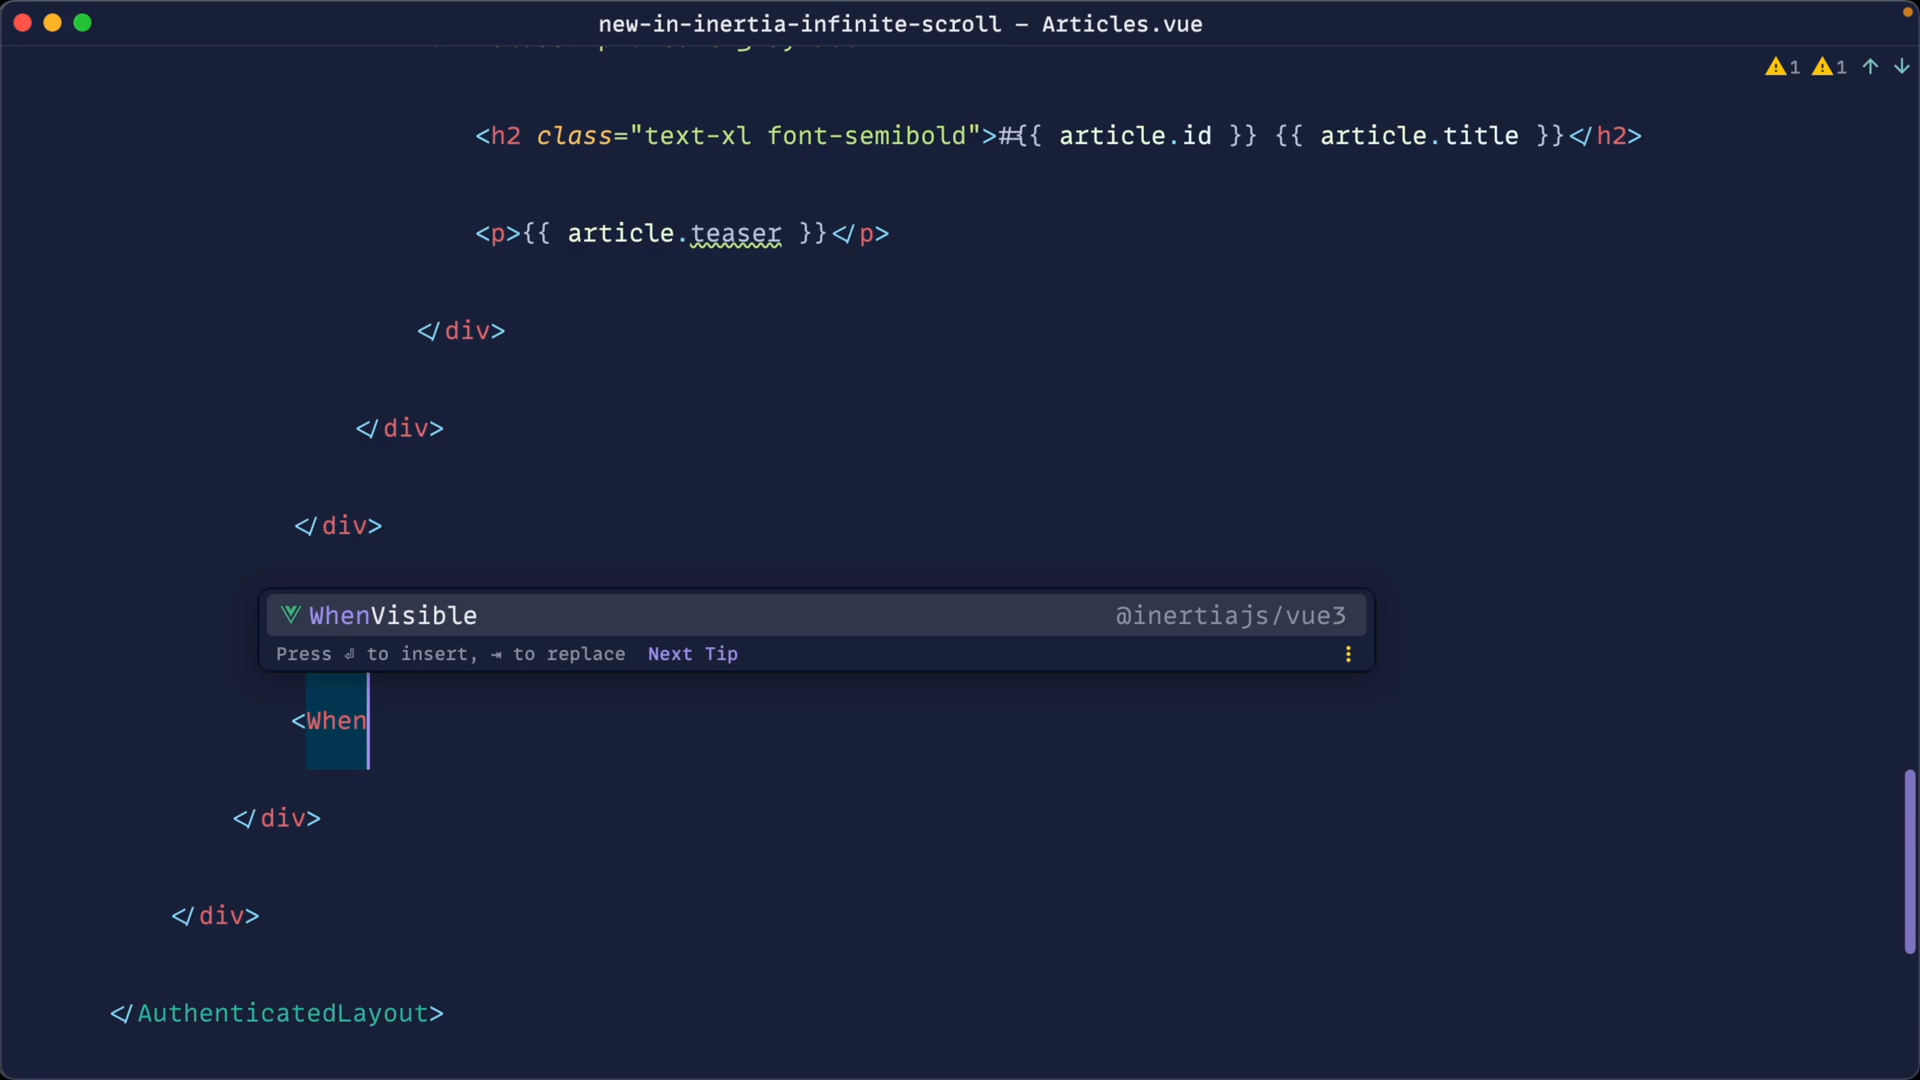 new-in-inertia-infinite-scroll – Articles.vue
1 1
<h2 class="text-xl font-semibold">#{{ article.id }} {{ article.title }}</h2>
<p>{{ article.teaser }}</p>
</div>
</div>
</div>
WhenVisible @inertiajs/vue3
Press ⏎ to insert, ⇥ to replace Next Tip
<When
</div>
</div>
</AuthenticatedLayout>